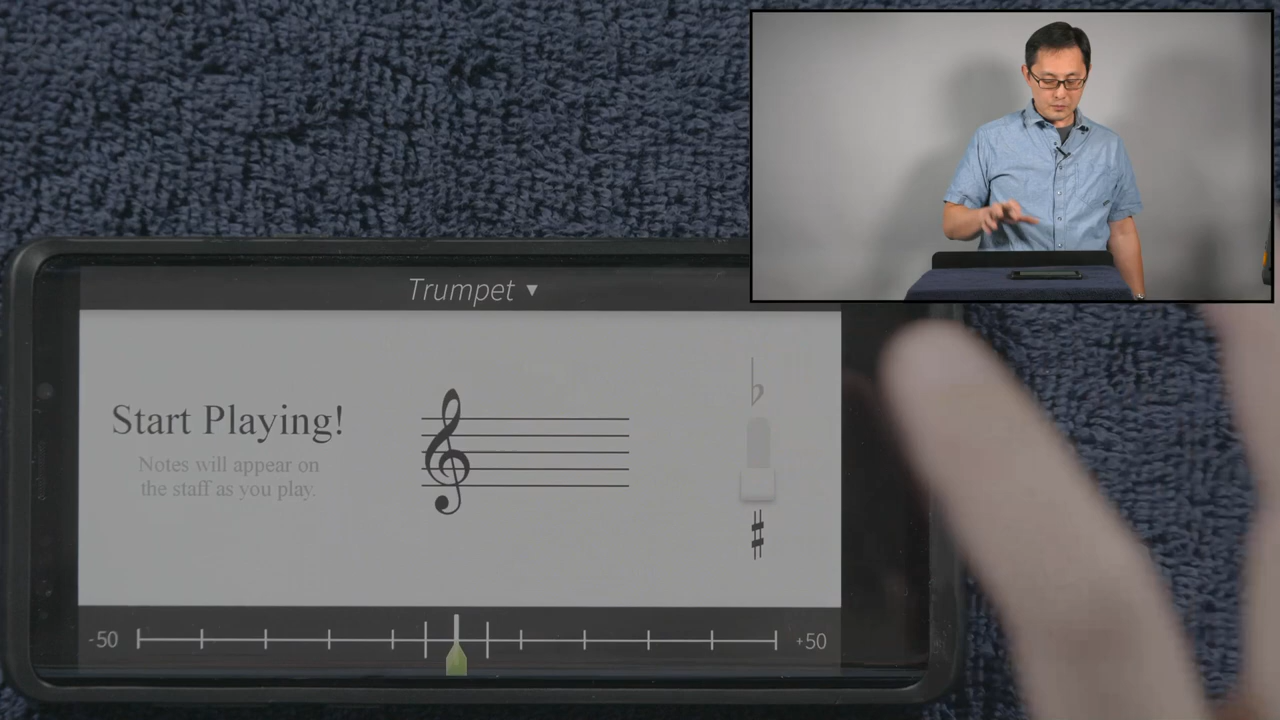 Trumpet ▼
Start Playing!
Notes will appear on
the staff as you play.
-50
+50